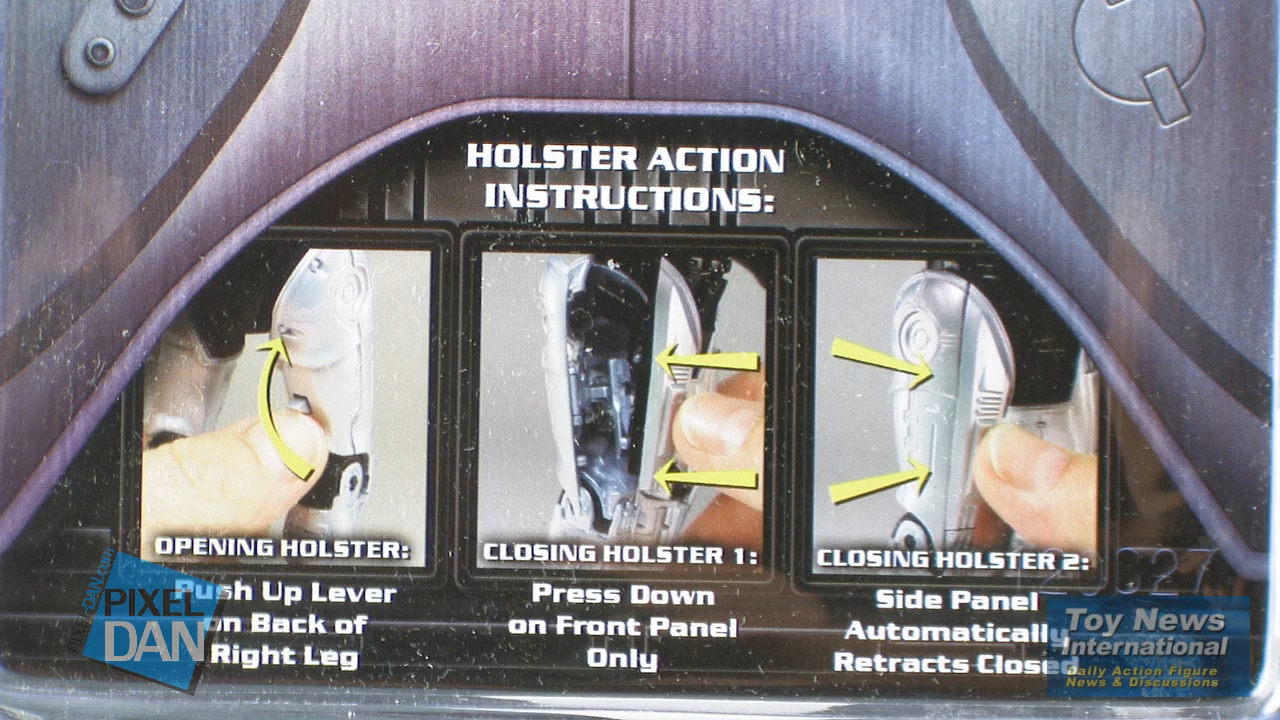 HOLSTER ACTION
INSTRUCTIONS:
OPENING HOLSTER:
Push Up Lever
on Back of
Right Leg
CLOSING HOLSTER 1:
Press Down
on Front Panel
Only
CLOSING HOLSTER 2:
Side Panel
Automatically
Retracts Closed
PIXELDAN.com
PIXEL
DAN
Toy News
International
Daily Action Figure
News & Discussions